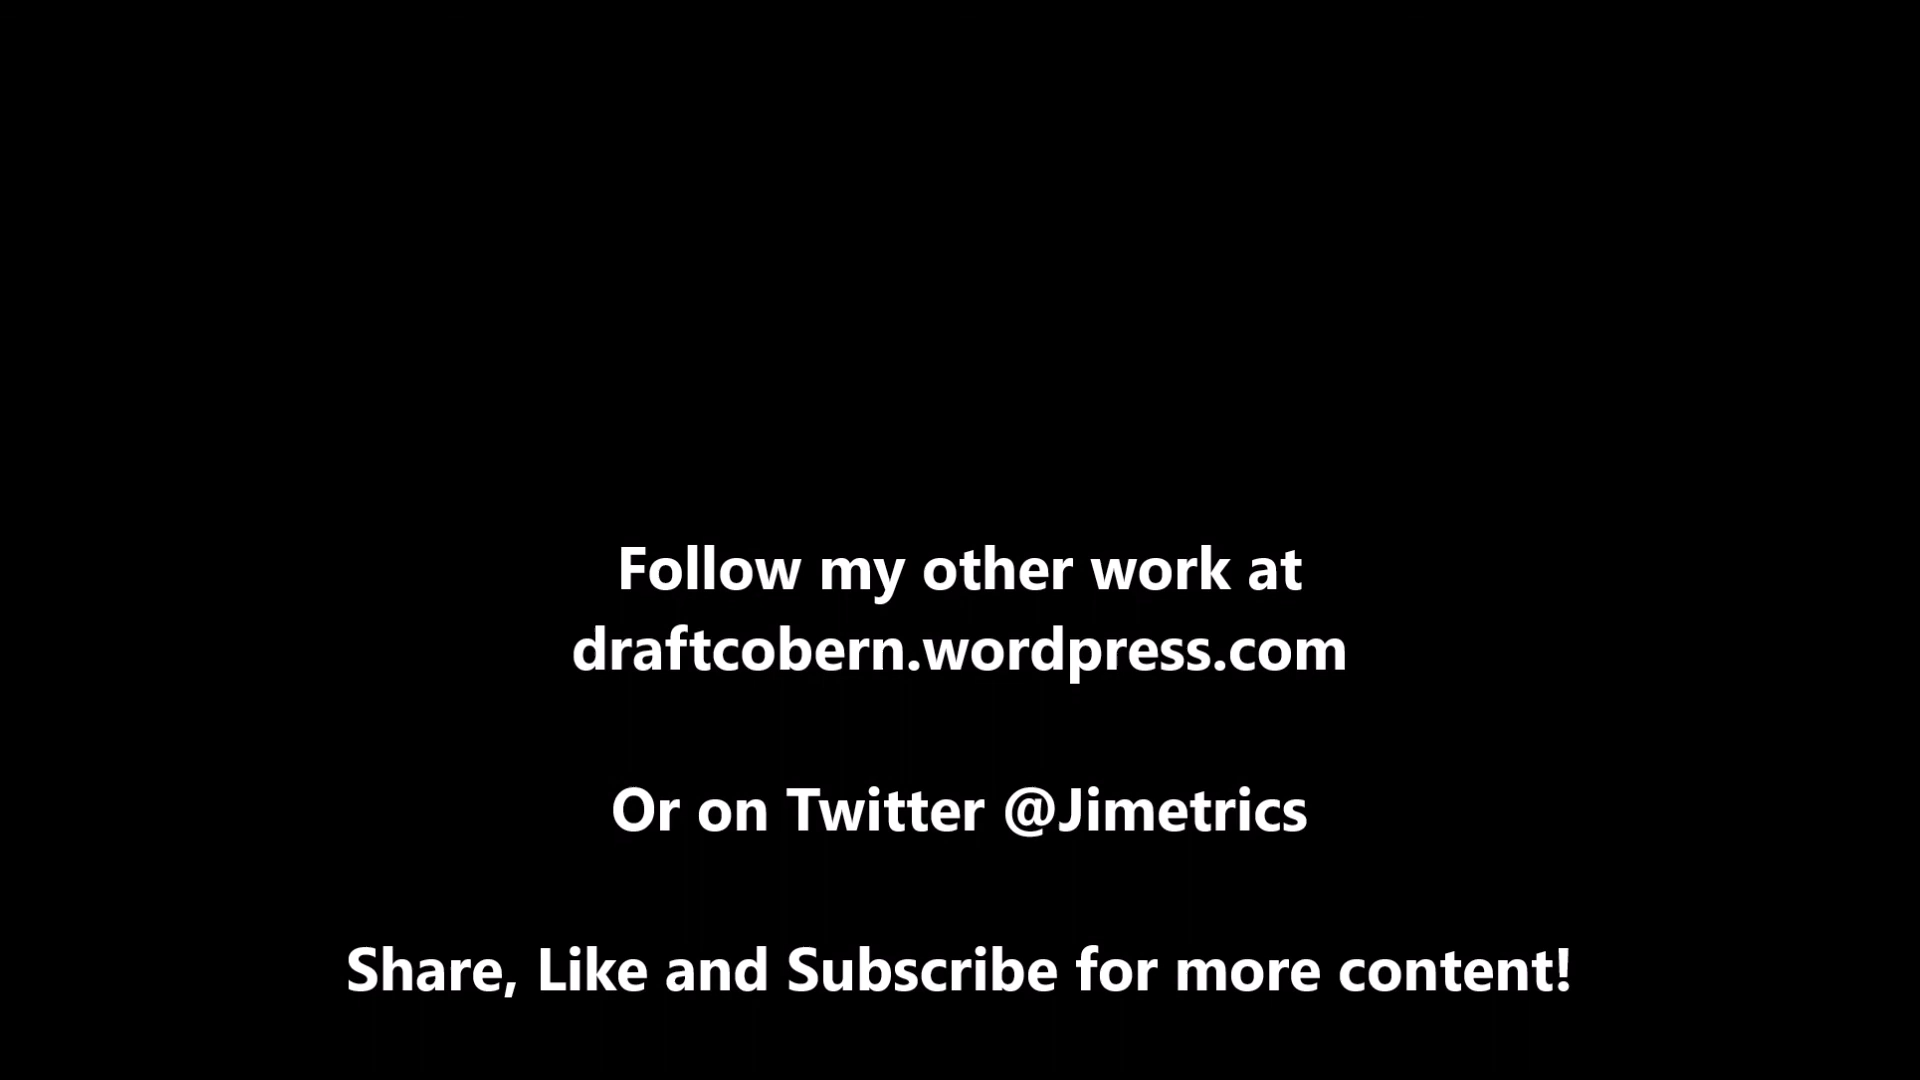 Follow my other work at
draftcobern.wordpress.com
Or on Twitter @Jimetrics
Share, Like and Subscribe for more content!